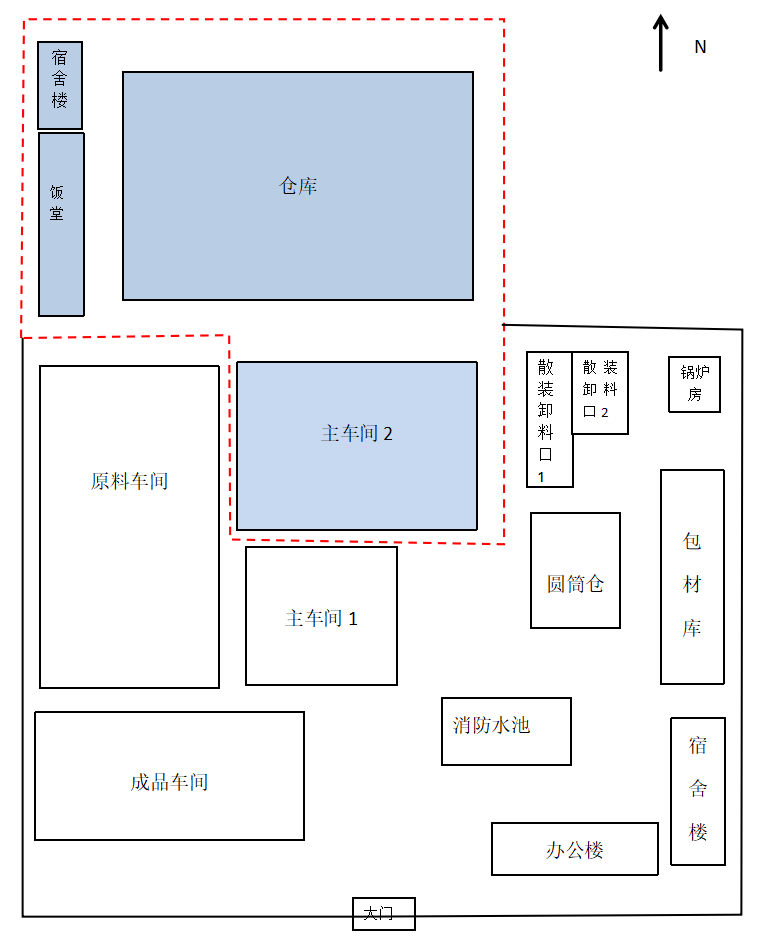 N
宿
舍
楼
饭
堂
仓库
散
装
卸
料
口
1
散 装
卸 料
口 2
锅炉
房
主车间 2
原料车间
包
材
库
圆筒仓
主车间 1
消防水池
宿
舍
楼
成品车间
办公楼
大门